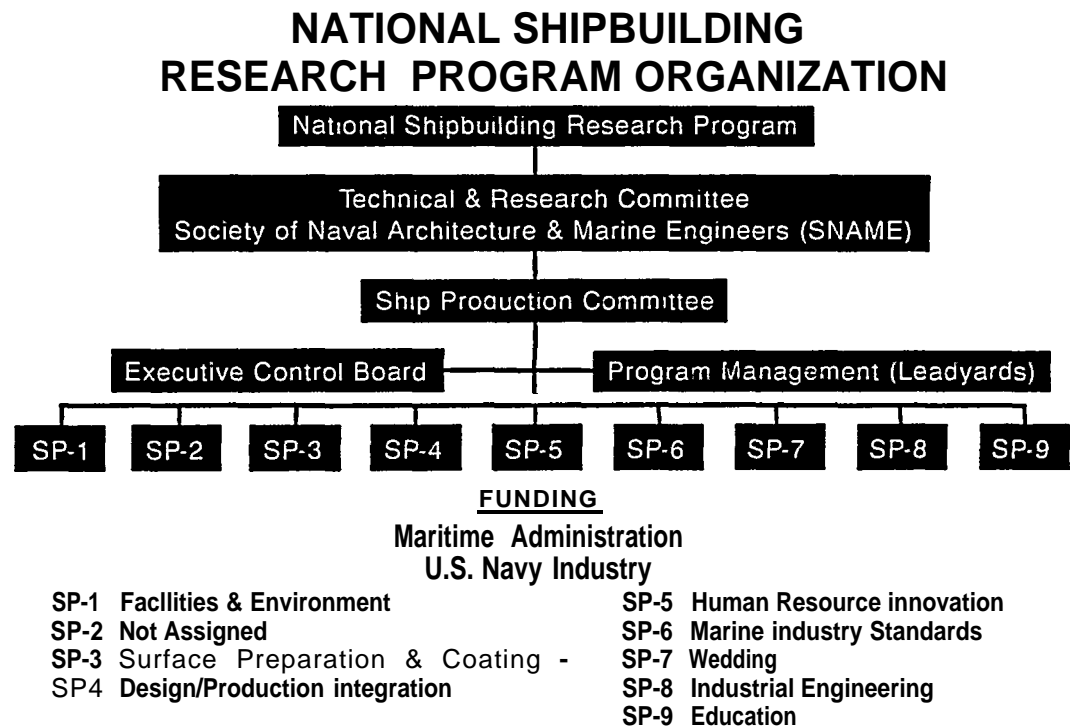 NATIONAL SHIPBUILDING
RESEARCH PROGRAM ORGANIZATION
National Shipbuilding Research Program
Technical & Research Committee
Society of Naval Architecture & Marine Engineers (SNAME)
Ship Production Committee
Executive Control Board
Program Management (Leadyards)
SP-1 SP-2 SP-3 SP-4 SP-5 SP-6 SP-7 SP-8 SP-9
FUNDING
Maritime Administration
U.S. Navy Industry
SP-1 Facllities & Environment
SP-2 Not Assigned
SP-3 Surface Preparation & Coating -
SP4 Design/Production integration
SP-5 Human Resource innovation
SP-6 Marine industry Standards
SP-7 Wedding
SP-8 Industrial Engineering
SP-9 Education